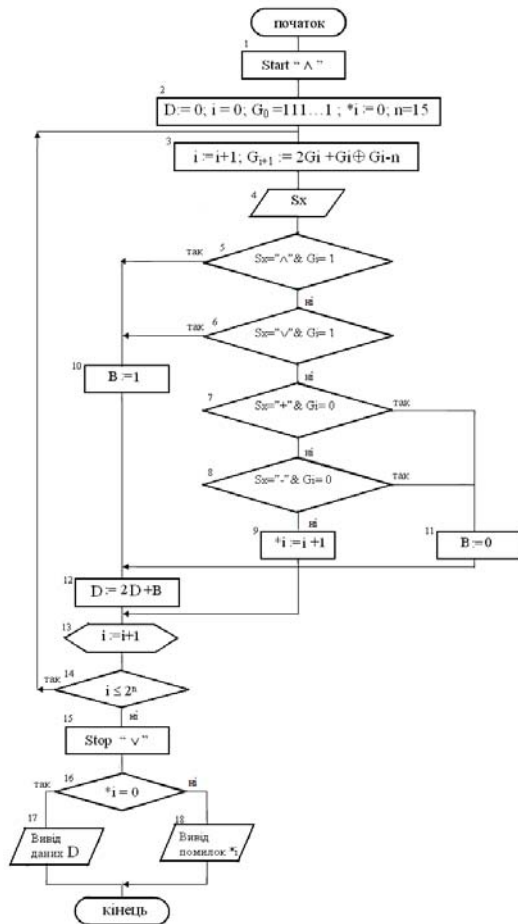 початок
1
Start “ ∧ ”
2
D:= 0; i = 0; G₀ =111…1 ; *i := 0; n=15
3
i :=i+1; Gᵢ₊₁ := 2Gi +Gi⊕ Gi-n
4
Sx
5
Sx="∧"& Gi= 1
так
ні
6
Sx="∨"& Gi= 1
так
ні
10
B :=1
7
Sx="+"& Gi= 0
так
ні
8
Sx="-"& Gi= 0
так
ні
9
*i :=i +1
11
B:=0
12
D:= 2D+B
13
i :=i+1
14
так
i ≤ 2ⁿ
ні
15
Stop “ ∨”
16
так
*i = 0
ні
17
Вивід
даних D
18
Вивід
помилок *i
кінець